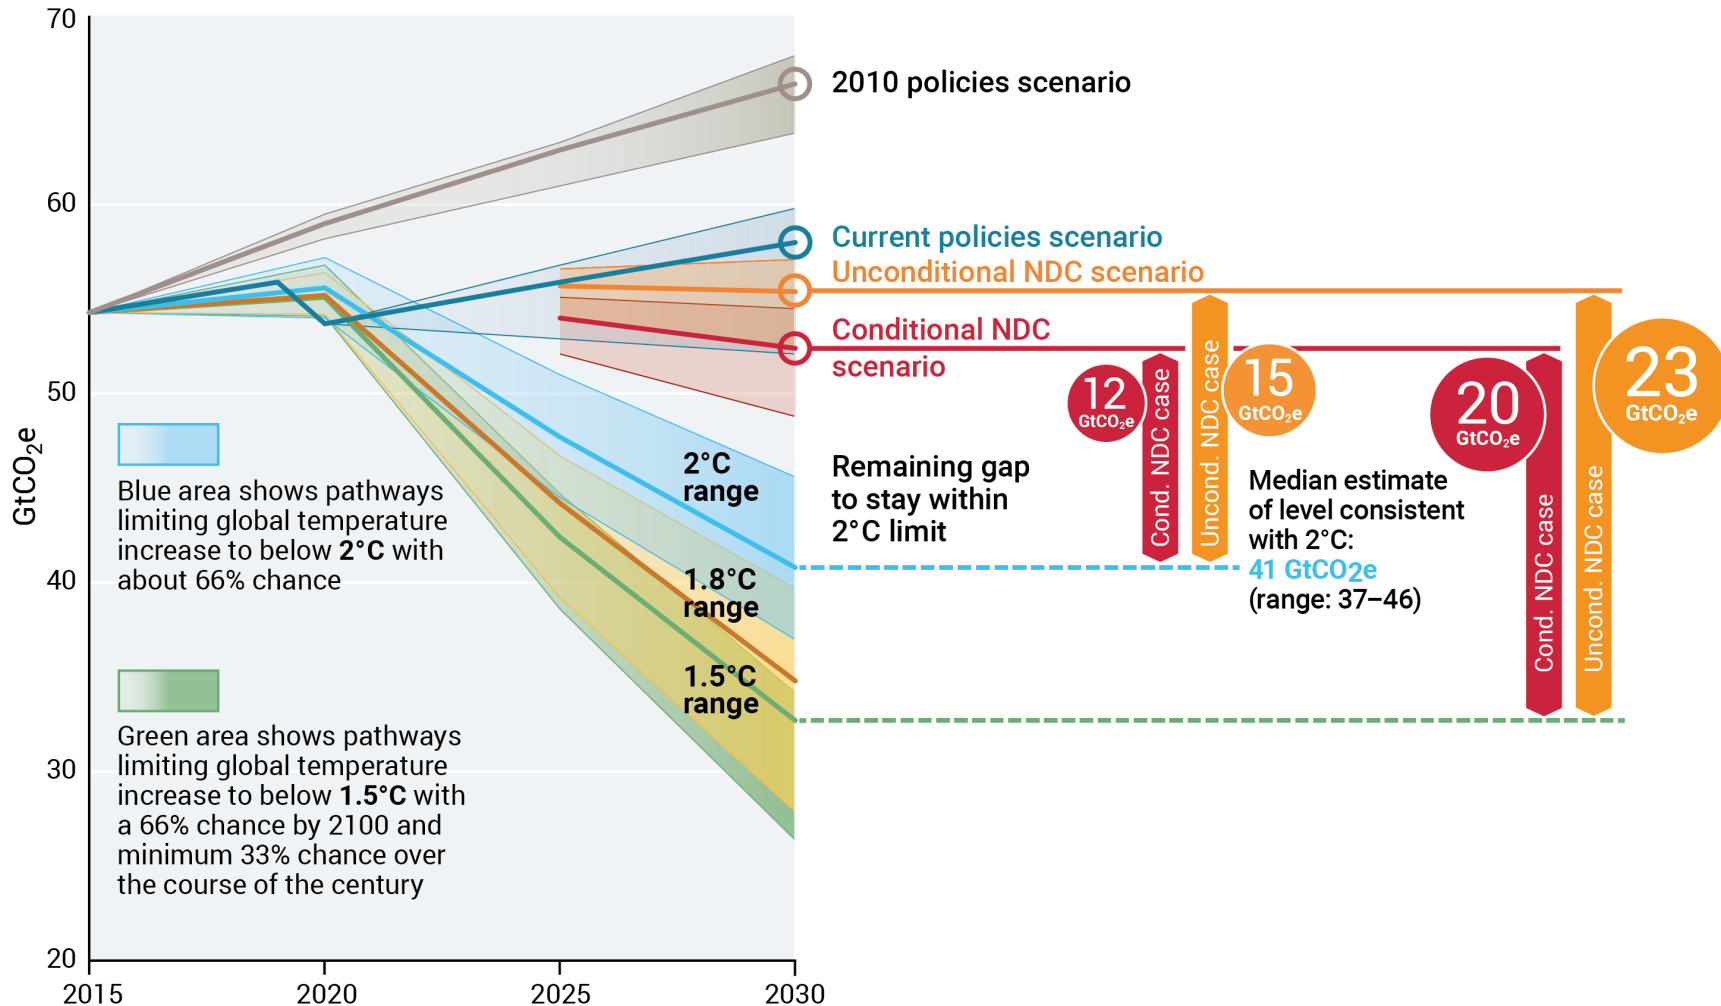 70
60
50
40
30
20
GtCO2e
2015
2020
2025
2030
Blue area shows pathways
limiting global temperature
increase to below 2°C with
about 66% chance
Green area shows pathways
limiting global temperature
increase to below 1.5°C with
a 66% chance by 2100 and
minimum 33% chance over
the course of the century
2°C
range
1.8°C
range
1.5°C
range
2010 policies scenario
Current policies scenario
Unconditional NDC scenario
Conditional NDC
scenario
Remaining gap
to stay within
2°C limit
12
GtCO2e
Cond. NDC case
Uncond. NDC case
15
GtCO2e
Median estimate
of level consistent
with 2°C:
41 GtCO2e
(range: 37–46)
20
GtCO2e
Cond. NDC case
Uncond. NDC case
23
GtCO2e